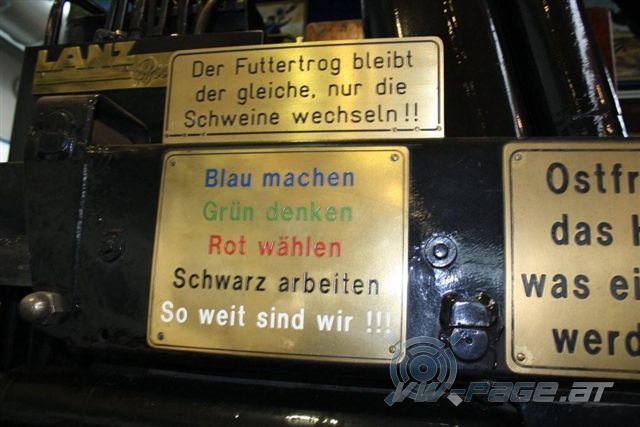 LANZ
Der Futtertrog bleibt
der gleiche, nur die
Schweine wechseln!!
Blau machen
Grün denken
Rot wählen
Schwarz arbeiten
So weit sind wir !!!
Ostfr
das H
was ei
werd
VW-PAGE.AT